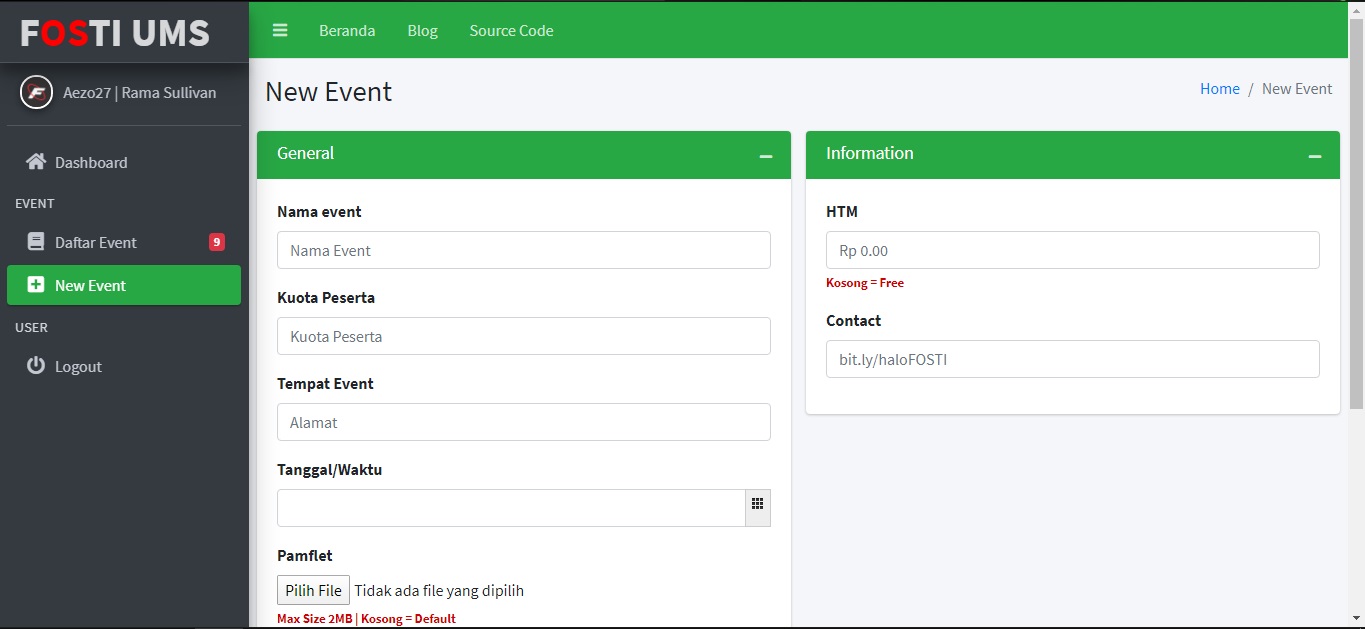 FOSTI UMS
Beranda
Blog
Source Code
Aezo27 | Rama Sullivan
Dashboard
EVENT
Daftar Event
9
New Event
USER
Logout
New Event
Home / New Event
General
Nama event
Nama Event
Kuota Peserta
Kuota Peserta
Tempat Event
Alamat
Tanggal/Waktu
Pamflet
Pilih File Tidak ada file yang dipilih
Max Size 2MB | Kosong = Default
Information
HTM
Rp 0.00
Kosong = Free
Contact
bit.ly/haloFOSTI